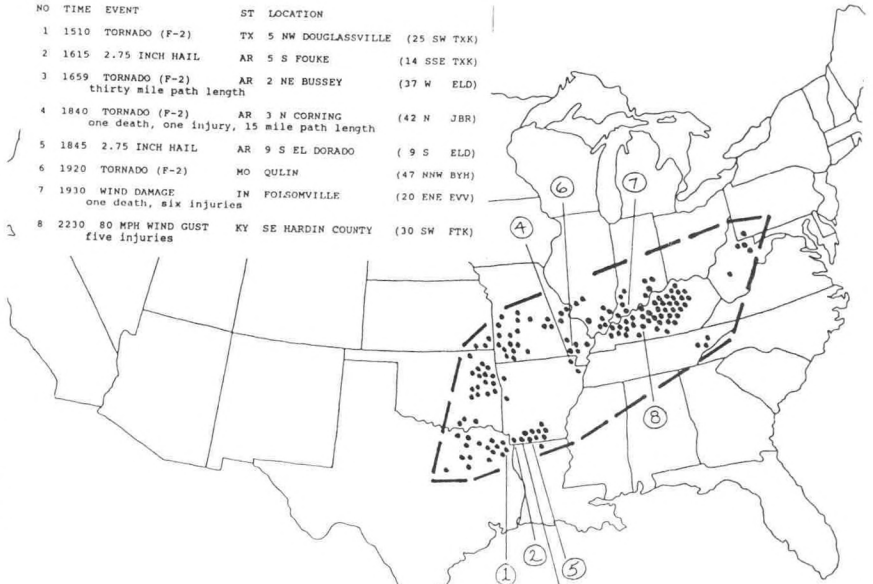 NO TIME EVENT ST LOCATION
1 1510 TORNADO (F-2) TX 5 NW DOUGLASSVILLE (25 SW TXK)
2 1615 2.75 INCH HAIL AR 5 S FOUKE (14 SSE TXK)
3 1659 TORNADO (F-2) AR 2 NE BUSSEY (37 W ELD)
thirty mile path length
4 1840 TORNADO (F-2) AR 3 N CORNING (42 N JBR)
one death, one injury, 15 mile path length
5 1845 2.75 INCH HAIL AR 9 S EL DORADO ( 9 S ELD)
6 1920 TORNADO (F-2) MO QULIN (47 NNW BYH)
7 1930 WIND DAMAGE IN FOLSOMVILLE (20 ENE EVV)
one death, six injuries
8 2230 80 MPH WIND GUST KY SE HARDIN COUNTY (30 SW FTK)
five injuries
7
6
4
8
2
5
1